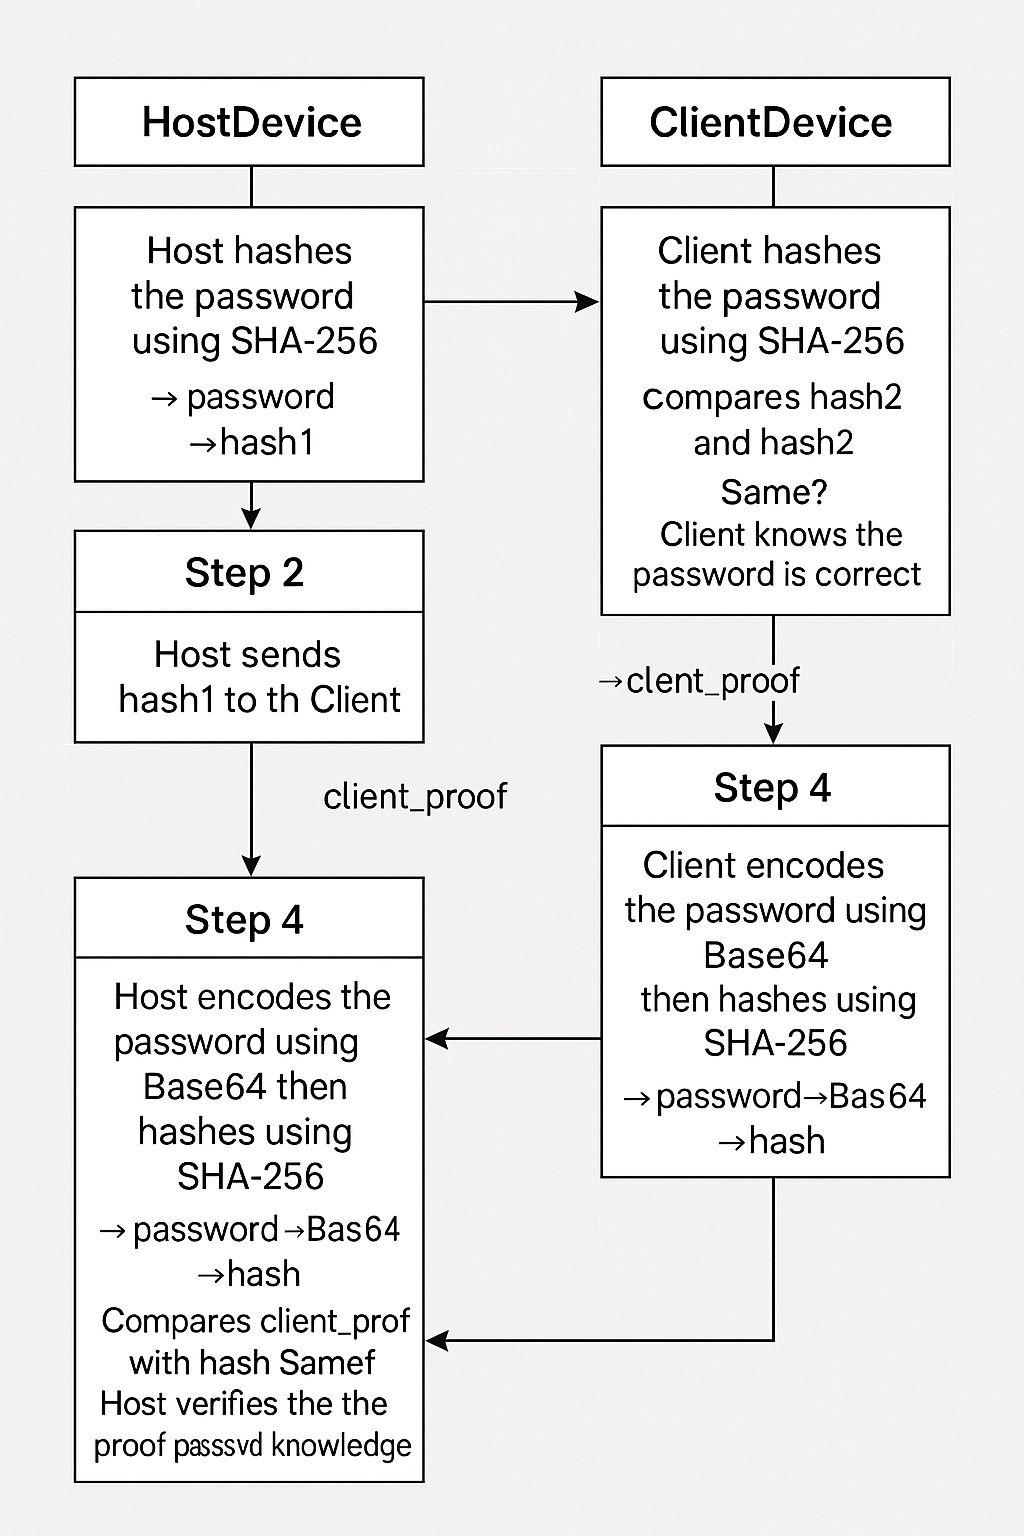 HostDevice
Host hashes
the password
using SHA-256
→ password
→hash1
Step 2
Host sends
hash1 to th Client
client_proof
Step 4
Host encodes the
password using
Base64 then
hashes using
SHA-256
→ password→Bas64
→hash
Compares client_prof
with hash Samef
Host verifies the the
proof passsvd knowledge
ClientDevice
Client hashes
the password
using SHA-256
compares hash2
and hash2
Same?
Client knows the
password is correct
→clent_proof
Step 4
Client encodes
the password using
Base64
then hashes using
SHA-256
→password→Bas64
→hash